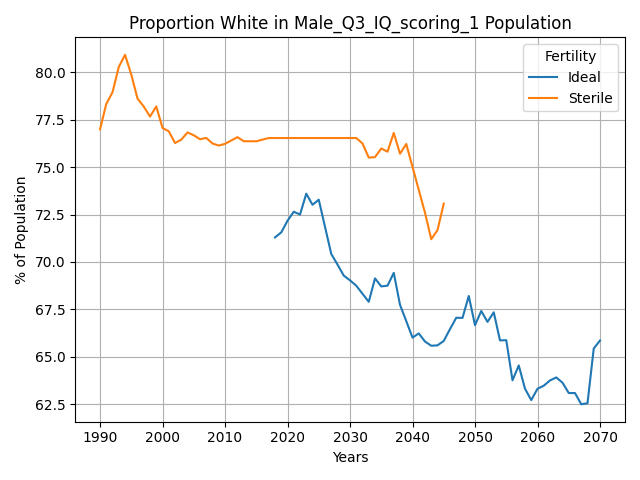 Proportion White in Male_Q3_IQ_scoring_1 Population
Fertility
Ideal
Sterile
% of Population
80.0
77.5
75.0
72.5
70.0
67.5
65.0
62.5
1990 2000 2010 2020 2030 2040 2050 2060 2070
Years